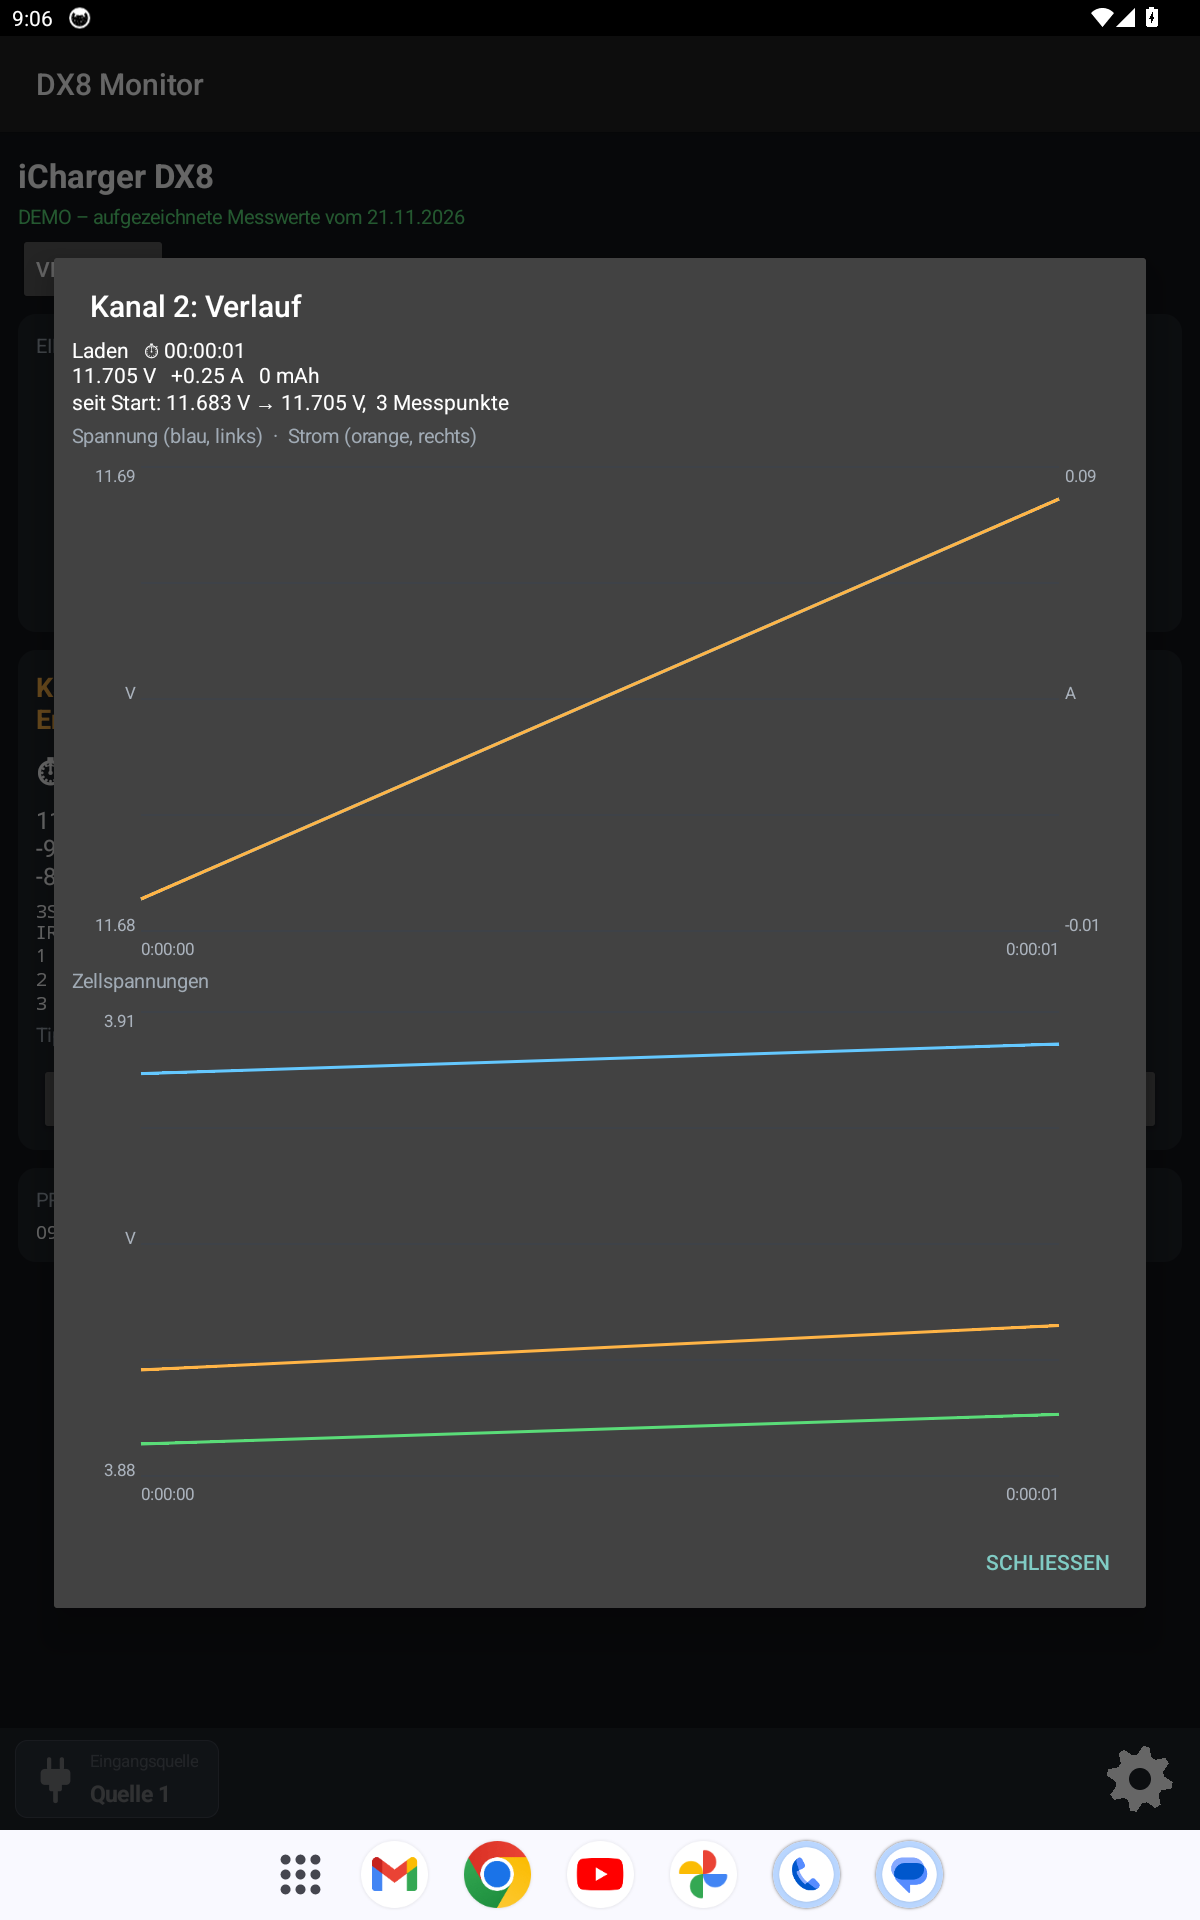 9:06
DX8 Monitor
iCharger DX8
DEMO – aufgezeichnete Messwerte vom 21.11.2026
Kanal 2: Verlauf
Laden ⏱ 00:00:01
11.705 V +0.25 A 0 mAh
seit Start: 11.683 V → 11.705 V, 3 Messpunkte
Spannung (blau, links) · Strom (orange, rechts)
11.69 0.09
V A
11.68 -0.01
0:00:00 0:00:01
Zellspannungen
3.91
V
3.88
0:00:00 0:00:01
SCHLIESSEN
Eingangsquelle
Quelle 1